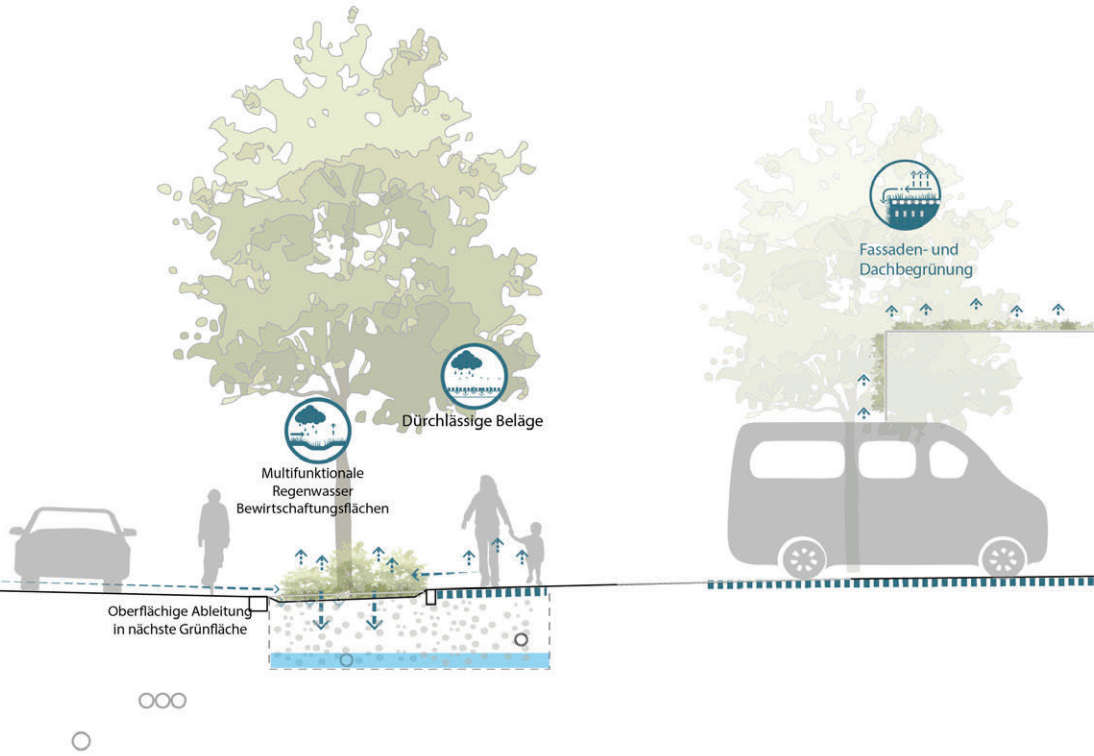 Fassaden- und
Dachbegrünung
Dürchlässige Beläge
Multifunktionale
Regenwasser
Bewirtschaftungsflächen
Oberflächige Ableitung
in nächste Grünfläche